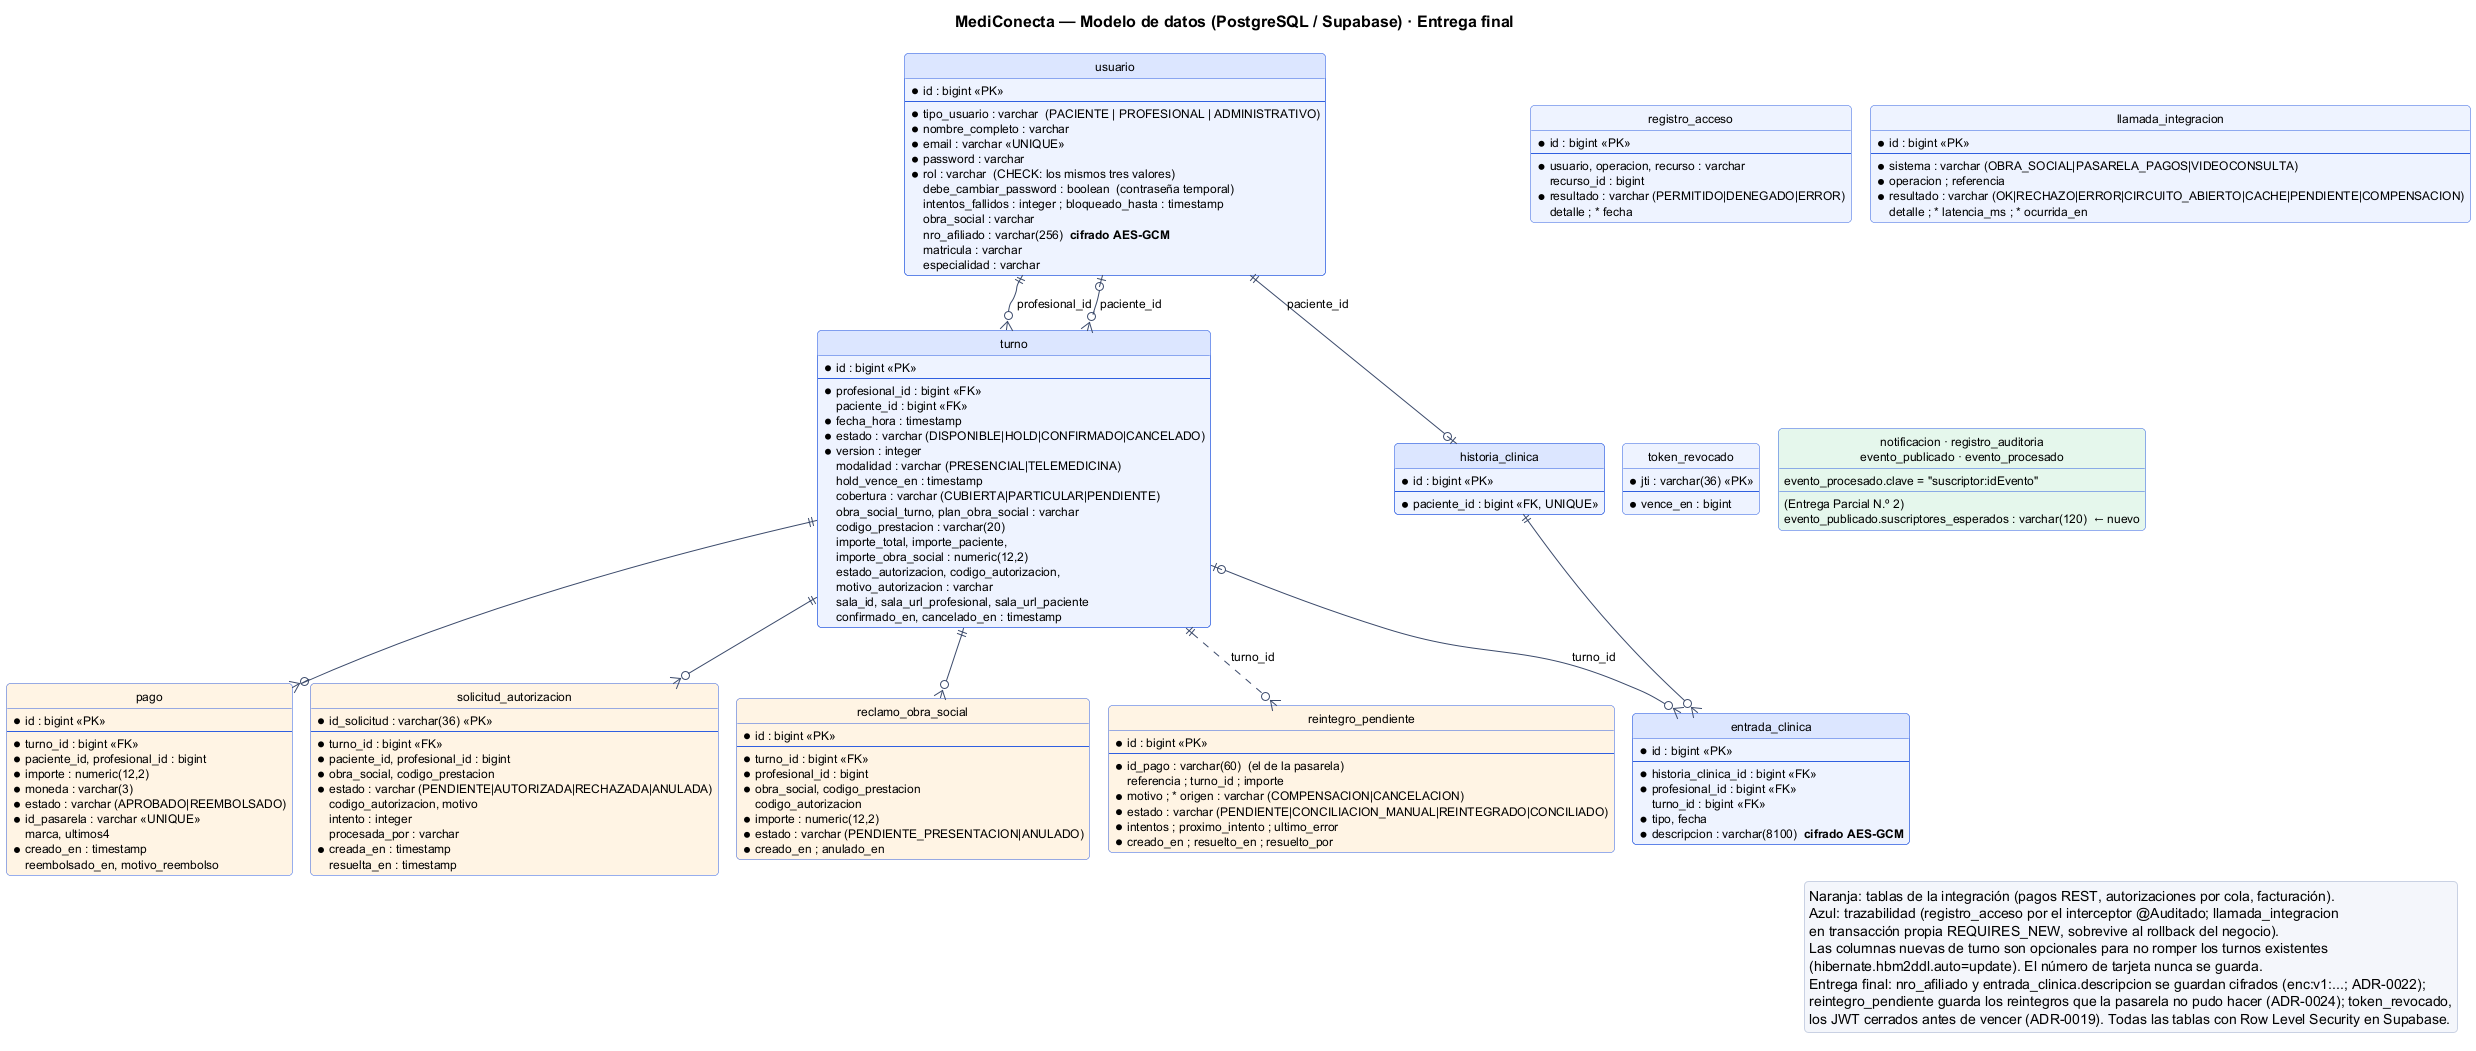 MediConecta — Modelo de datos (PostgreSQL / Supabase) · Entrega final
usuario
id : bigint «PK»
tipo_usuario : varchar  (PACIENTE | PROFESIONAL | ADMINISTRATIVO)
nombre_completo : varchar
email : varchar «UNIQUE»
password : varchar
rol : varchar  (CHECK: los mismos tres valores)
debe_cambiar_password : boolean  (contraseña temporal)
intentos_fallidos : integer ; bloqueado_hasta : timestamp
obra_social : varchar
nro_afiliado : varchar(256)  cifrado AES-GCM
matricula : varchar
especialidad : varchar
registro_acceso
id : bigint «PK»
usuario, operacion, recurso : varchar
recurso_id : bigint
resultado : varchar (PERMITIDO|DENEGADO|ERROR)
detalle ; * fecha
llamada_integracion
id : bigint «PK»
sistema : varchar (OBRA_SOCIAL|PASARELA_PAGOS|VIDEOCONSULTA)
operacion ; referencia
resultado : varchar (OK|RECHAZO|ERROR|CIRCUITO_ABIERTO|CACHE|PENDIENTE|COMPENSACION)
detalle ; * latencia_ms ; * ocurrida_en
profesional_id
paciente_id
paciente_id
turno
id : bigint «PK»
profesional_id : bigint «FK»
paciente_id : bigint «FK»
fecha_hora : timestamp
estado : varchar (DISPONIBLE|HOLD|CONFIRMADO|CANCELADO)
version : integer
modalidad : varchar (PRESENCIAL|TELEMEDICINA)
hold_vence_en : timestamp
cobertura : varchar (CUBIERTA|PARTICULAR|PENDIENTE)
obra_social_turno, plan_obra_social : varchar
codigo_prestacion : varchar(20)
importe_total, importe_paciente,
importe_obra_social : numeric(12,2)
estado_autorizacion, codigo_autorizacion,
motivo_autorizacion : varchar
sala_id, sala_url_profesional, sala_url_paciente
confirmado_en, cancelado_en : timestamp
historia_clinica
id : bigint «PK»
paciente_id : bigint «FK, UNIQUE»
token_revocado
jti : varchar(36) «PK»
vence_en : bigint
notificacion · registro_auditoria
evento_publicado · evento_procesado
evento_procesado.clave = "suscriptor:idEvento"
(Entrega Parcial N.º 2)
evento_publicado.suscriptores_esperados : varchar(120)  ← nuevo
turno_id
turno_id
pago
id : bigint «PK»
turno_id : bigint «FK»
paciente_id, profesional_id : bigint
importe : numeric(12,2)
moneda : varchar(3)
estado : varchar (APROBADO|REEMBOLSADO)
id_pasarela : varchar «UNIQUE»
marca, ultimos4
creado_en : timestamp
reembolsado_en, motivo_reembolso
solicitud_autorizacion
id_solicitud : varchar(36) «PK»
turno_id : bigint «FK»
paciente_id, profesional_id : bigint
obra_social, codigo_prestacion
estado : varchar (PENDIENTE|AUTORIZADA|RECHAZADA|ANULADA)
codigo_autorizacion, motivo
intento : integer
procesada_por : varchar
creada_en : timestamp
resuelta_en : timestamp
reclamo_obra_social
id : bigint «PK»
turno_id : bigint «FK»
profesional_id : bigint
obra_social, codigo_prestacion
codigo_autorizacion
importe : numeric(12,2)
estado : varchar (PENDIENTE_PRESENTACION|ANULADO)
creado_en ; anulado_en
reintegro_pendiente
id : bigint «PK»
id_pago : varchar(60)  (el de la pasarela)
referencia ; turno_id ; importe
motivo ; * origen : varchar (COMPENSACION|CANCELACION)
estado : varchar (PENDIENTE|CONCILIACION_MANUAL|REINTEGRADO|CONCILIADO)
intentos ; proximo_intento ; ultimo_error
creado_en ; resuelto_en ; resuelto_por
entrada_clinica
id : bigint «PK»
historia_clinica_id : bigint «FK»
profesional_id : bigint «FK»
turno_id : bigint «FK»
tipo, fecha
descripcion : varchar(8100)  cifrado AES-GCM
Naranja: tablas de la integración (pagos REST, autorizaciones por cola, facturación).
Azul: trazabilidad (registro_acceso por el interceptor @Auditado; llamada_integracion
en transacción propia REQUIRES_NEW, sobrevive al rollback del negocio).
Las columnas nuevas de turno son opcionales para no romper los turnos existentes
(hibernate.hbm2ddl.auto=update). El número de tarjeta nunca se guarda.
Entrega final: nro_afiliado y entrada_clinica.descripcion se guardan cifrados (enc:v1:...; ADR-0022);
reintegro_pendiente guarda los reintegros que la pasarela no pudo hacer (ADR-0024); token_revocado,
los JWT cerrados antes de vencer (ADR-0019). Todas las tablas con Row Level Security en Supabase.